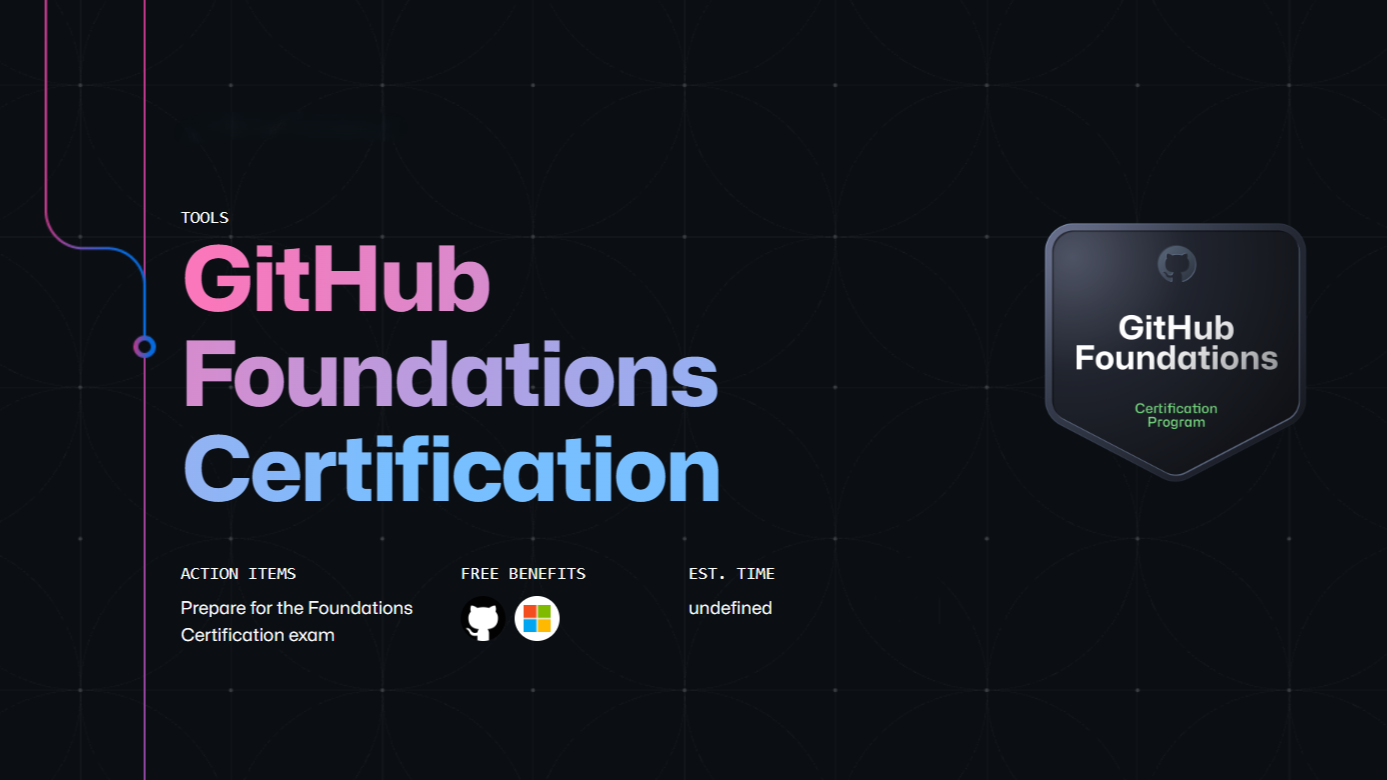 TOOLS
GitHub
Foundations
Certification
ACTION ITEMS
Prepare for the Foundations
Certification exam
FREE BENEFITS
EST. TIME
undefined
GitHub
Foundations
Certification
Program